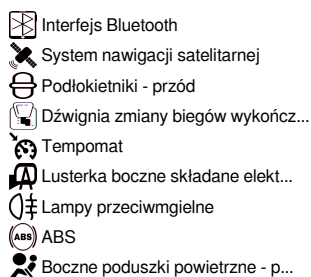 Interfejs Bluetooth
System nawigacji satelitarnej
Podłokietniki - przód
Dźwignia zmiany biegów wykończ...
Tempomat
Lusterka boczne składane elekt...
Lampy przeciwmgielne
(ABS) ABS
Boczne poduszki powietrzne - p...